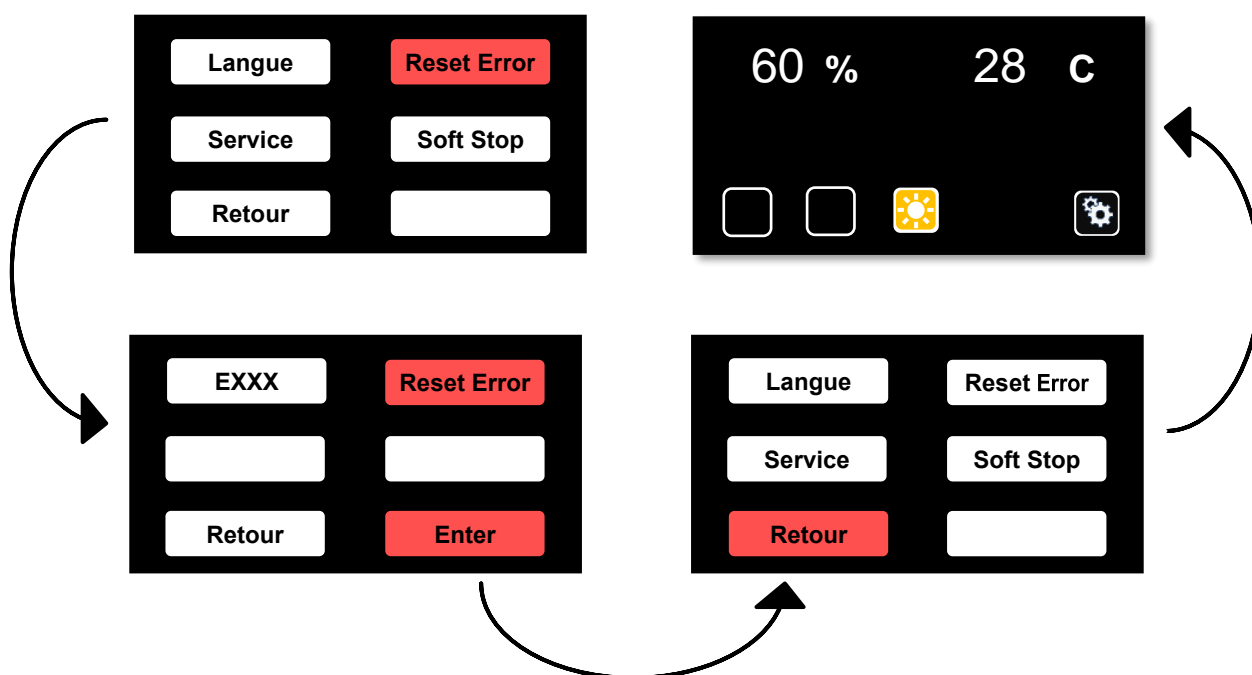 Langue
Reset Error
Service
Soft Stop
Retour
60 %
28 C
EXXX
Reset Error
Retour
Enter
Langue
Reset Error
Service
Soft Stop
Retour